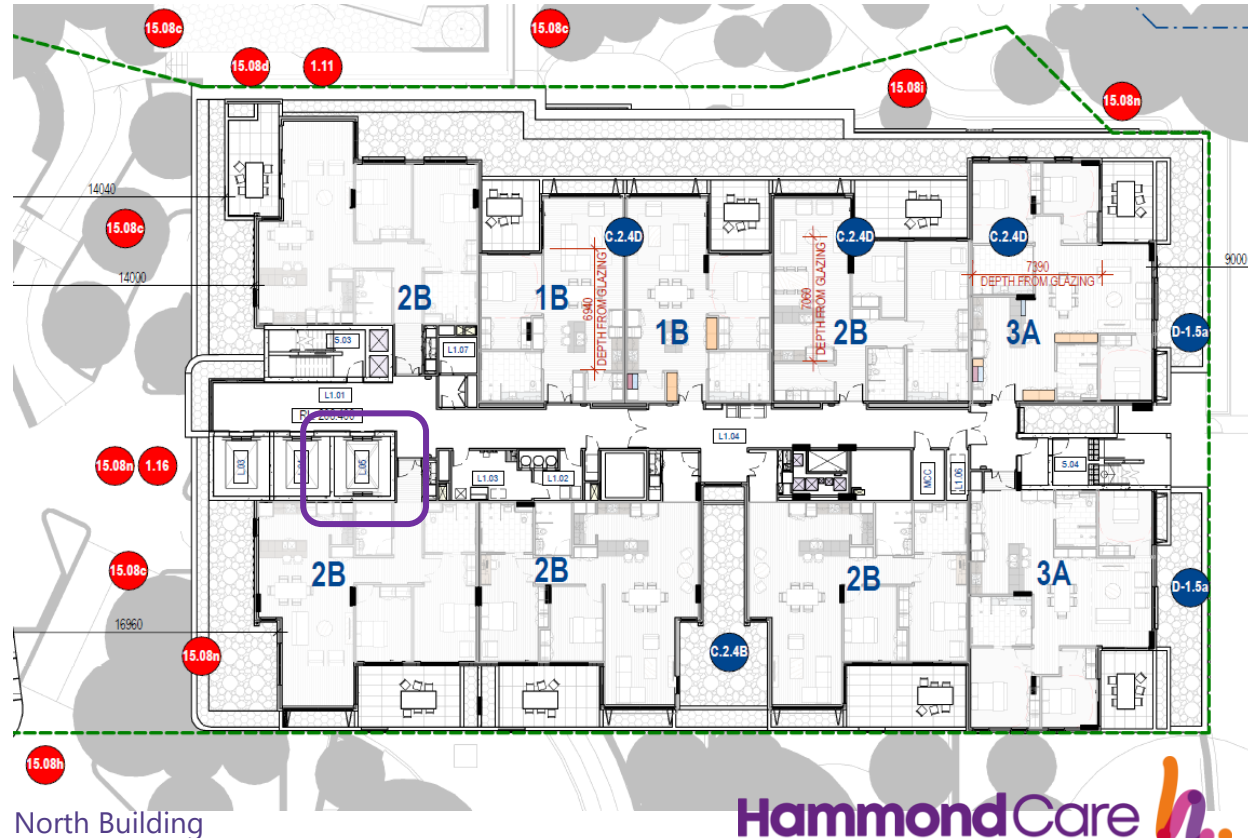 15.08c
15.08c
15.08d
1.11
15.08i
15.08n
14040
15.08c
C.2.4D
C.2.4D
C.2.4D
9000
7390
DEPTH FROM GLAZING
14000
2B
1B
6940
DEPTH FROM GLAZING
1B
7060
DEPTH FROM GLAZING
2B
3A
D-1.5a
S.03
L1.07
L1.01
L1.04
L.03
L.05
15.08n
1.16
L1.03
L1.02
MCC
L1.06
S.04
15.08c
2B
2B
2B
3A
D-1.5a
16960
15.08n
C.2.4B
15.08h
North Building
HammondCare